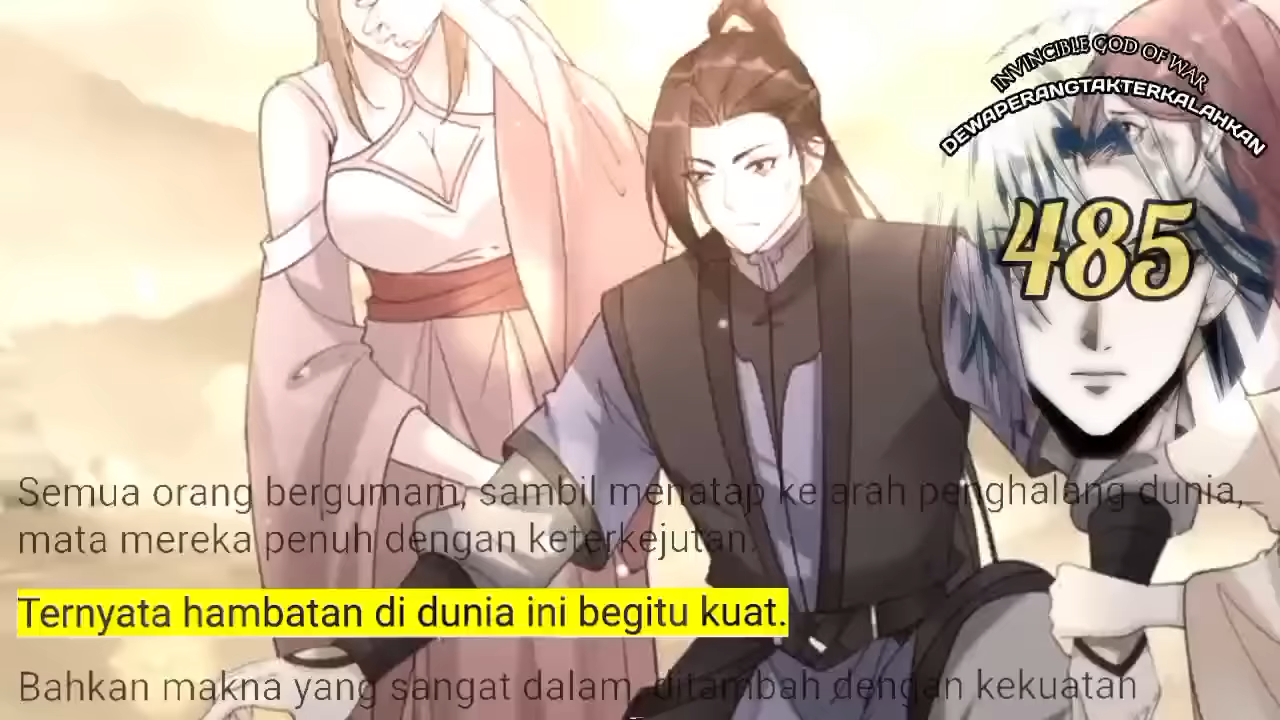 INVINCIBLE GOD OF WAR
DEWAPERANGTAKTERKALAHKAN
485
Semua orang bergumam, sambil menatap ke arah penghalang dunia,
mata mereka penuh dengan keterkejutan.
Ternyata hambatan di dunia ini begitu kuat.
Bahkan makna yang sangat dalam, ditambah dengan kekuatan